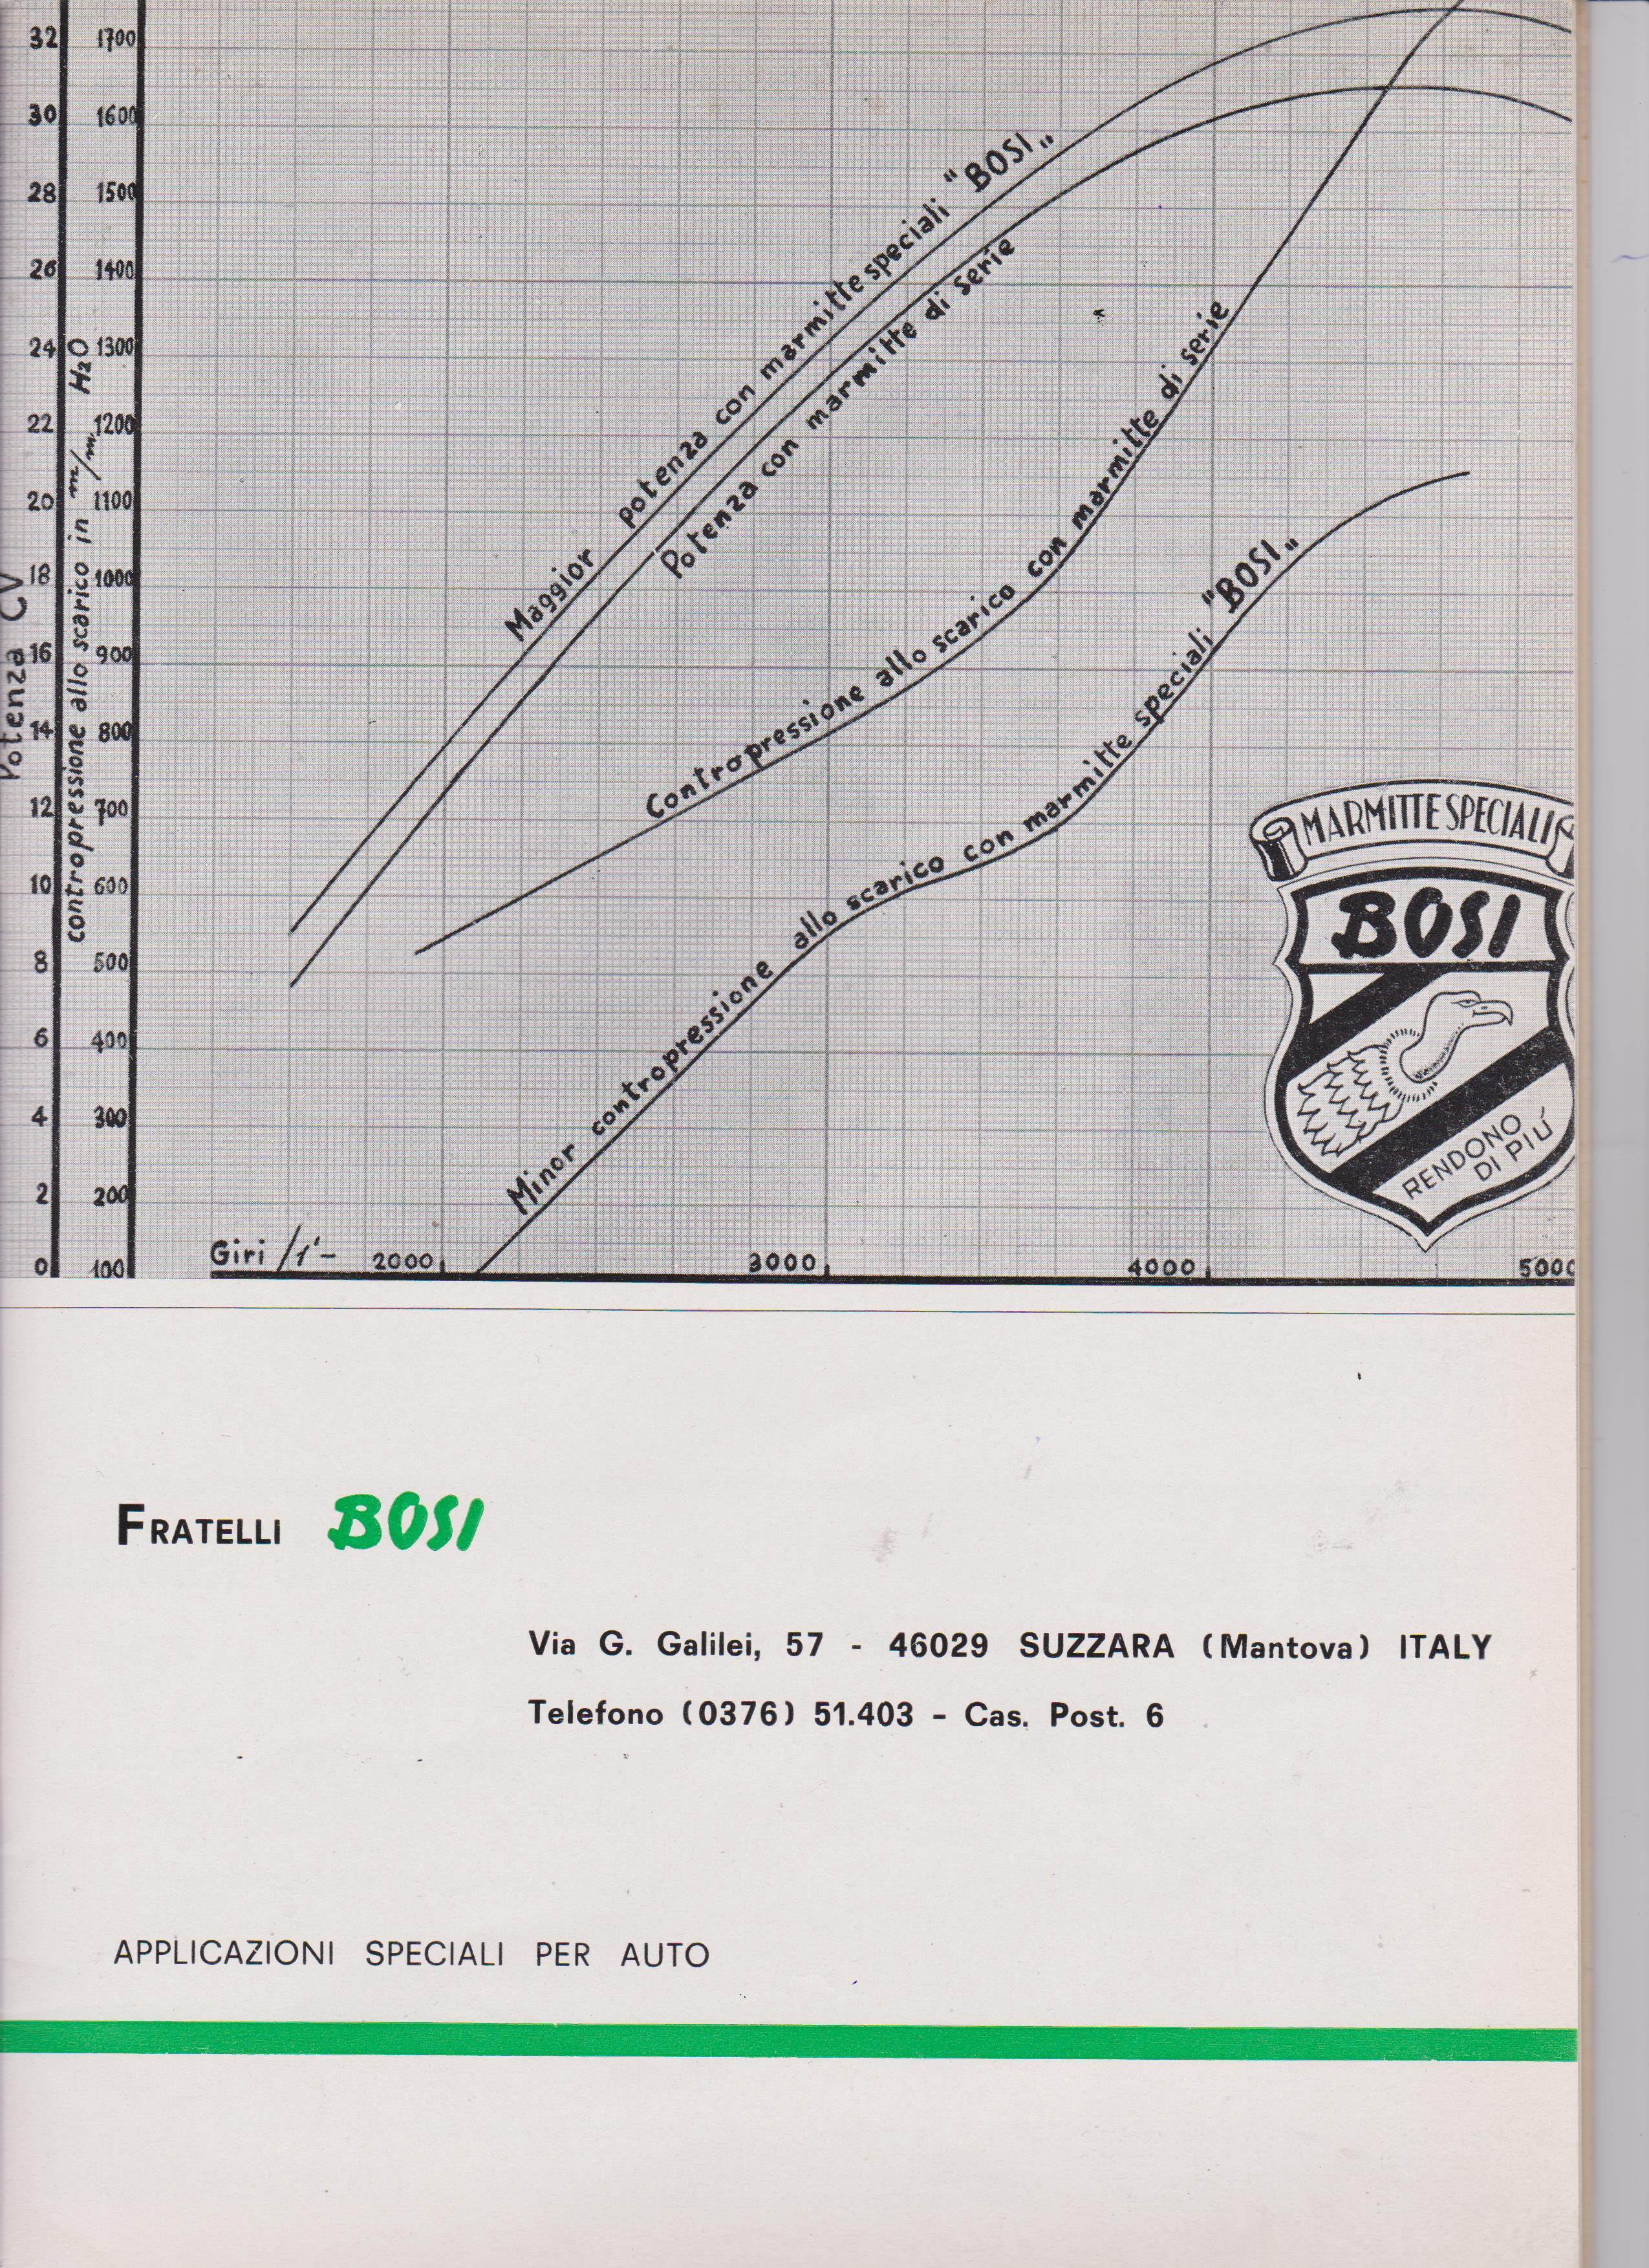 32 1700
30 1600
28 1500
26 1400
24 1300
22 1200
20 1100
18 1000
16 900
14 800
12 700
10 600
8 500
6 400
4 300
2 200
0 100
Potenza CV
contropressione allo scarico in m/m. H2O
Maggior potenza con marmitte speciali "BOSI„
Potenza con marmitte di serie
Contropressione allo scarico con marmitte di serie
Minor contropressione allo scarico con marmitte speciali "BOSI„
Giri /1'- 2000 3000 4000 5000
MARMITTE SPECIALI
BOSI
RENDONO
DI PIU'
FRATELLI BOSI
Via G. Galilei, 57 - 46029 SUZZARA (Mantova) ITALY
Telefono (0376) 51.403 - Cas. Post. 6
APPLICAZIONI SPECIALI PER AUTO